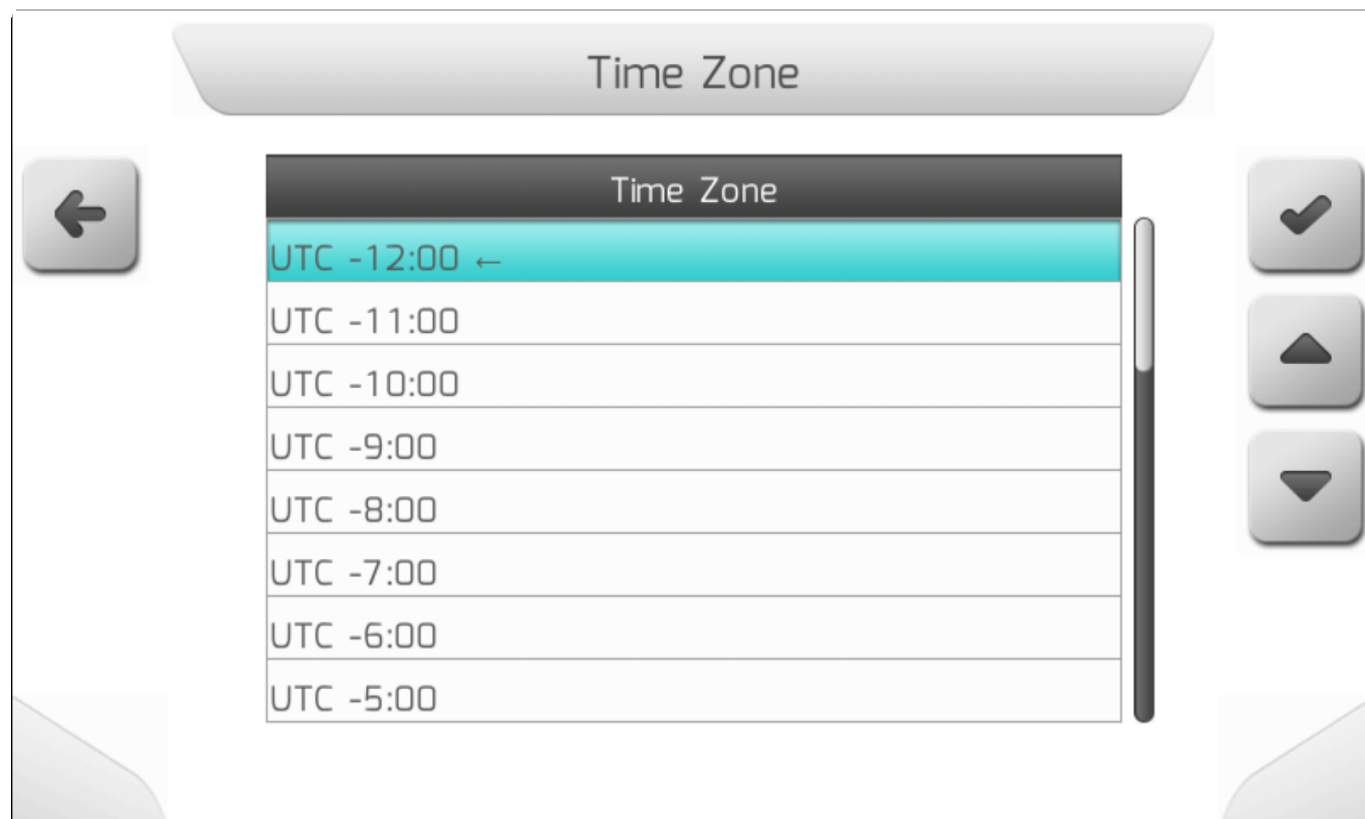 Time Zone
Time Zone
UTC -12:00 ←
UTC -11:00
UTC -10:00
UTC -9:00
UTC -8:00
UTC -7:00
UTC -6:00
UTC -5:00